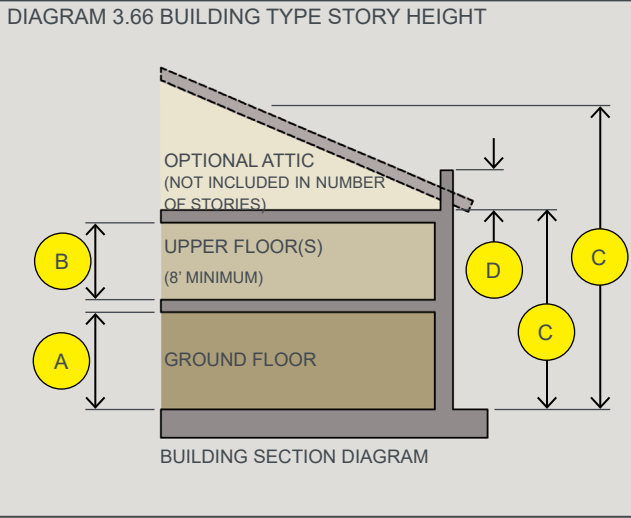 DIAGRAM 3.66 BUILDING TYPE STORY HEIGHT
OPTIONAL ATTIC
(NOT INCLUDED IN NUMBER
OF STORIES)
UPPER FLOOR(S)
(8' MINIMUM)
GROUND FLOOR
B
A
D
C
C
BUILDING SECTION DIAGRAM